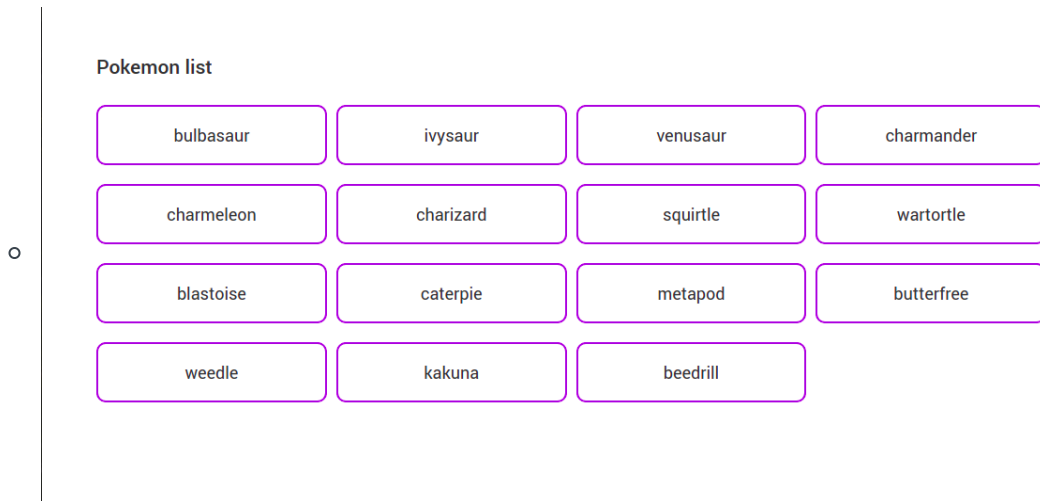 Pokemon list
bulbasaur ivysaur venusaur charmander
charmeleon charizard squirtle wartortle
blastoise caterpie metapod butterfree
weedle kakuna beedrill